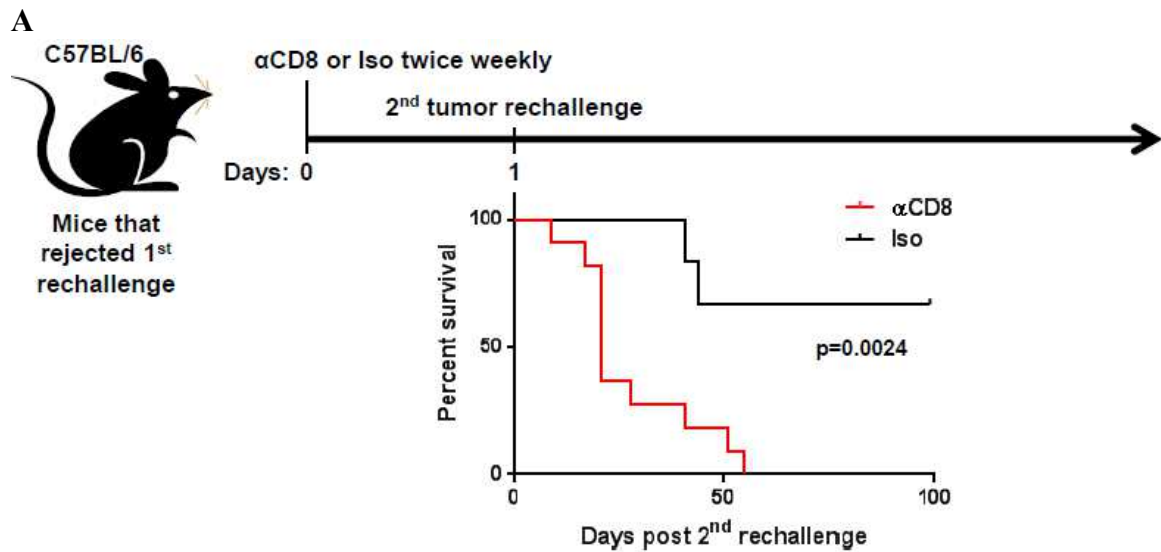 A
C57BL/6
αCD8 or Iso twice weekly
2nd tumor rechallenge
Days: 0 1
Mice that
rejected 1st
rechallenge
αCD8
Iso
p=0.0024
Percent survival
100
50
0
0 50 100
Days post 2nd rechallenge